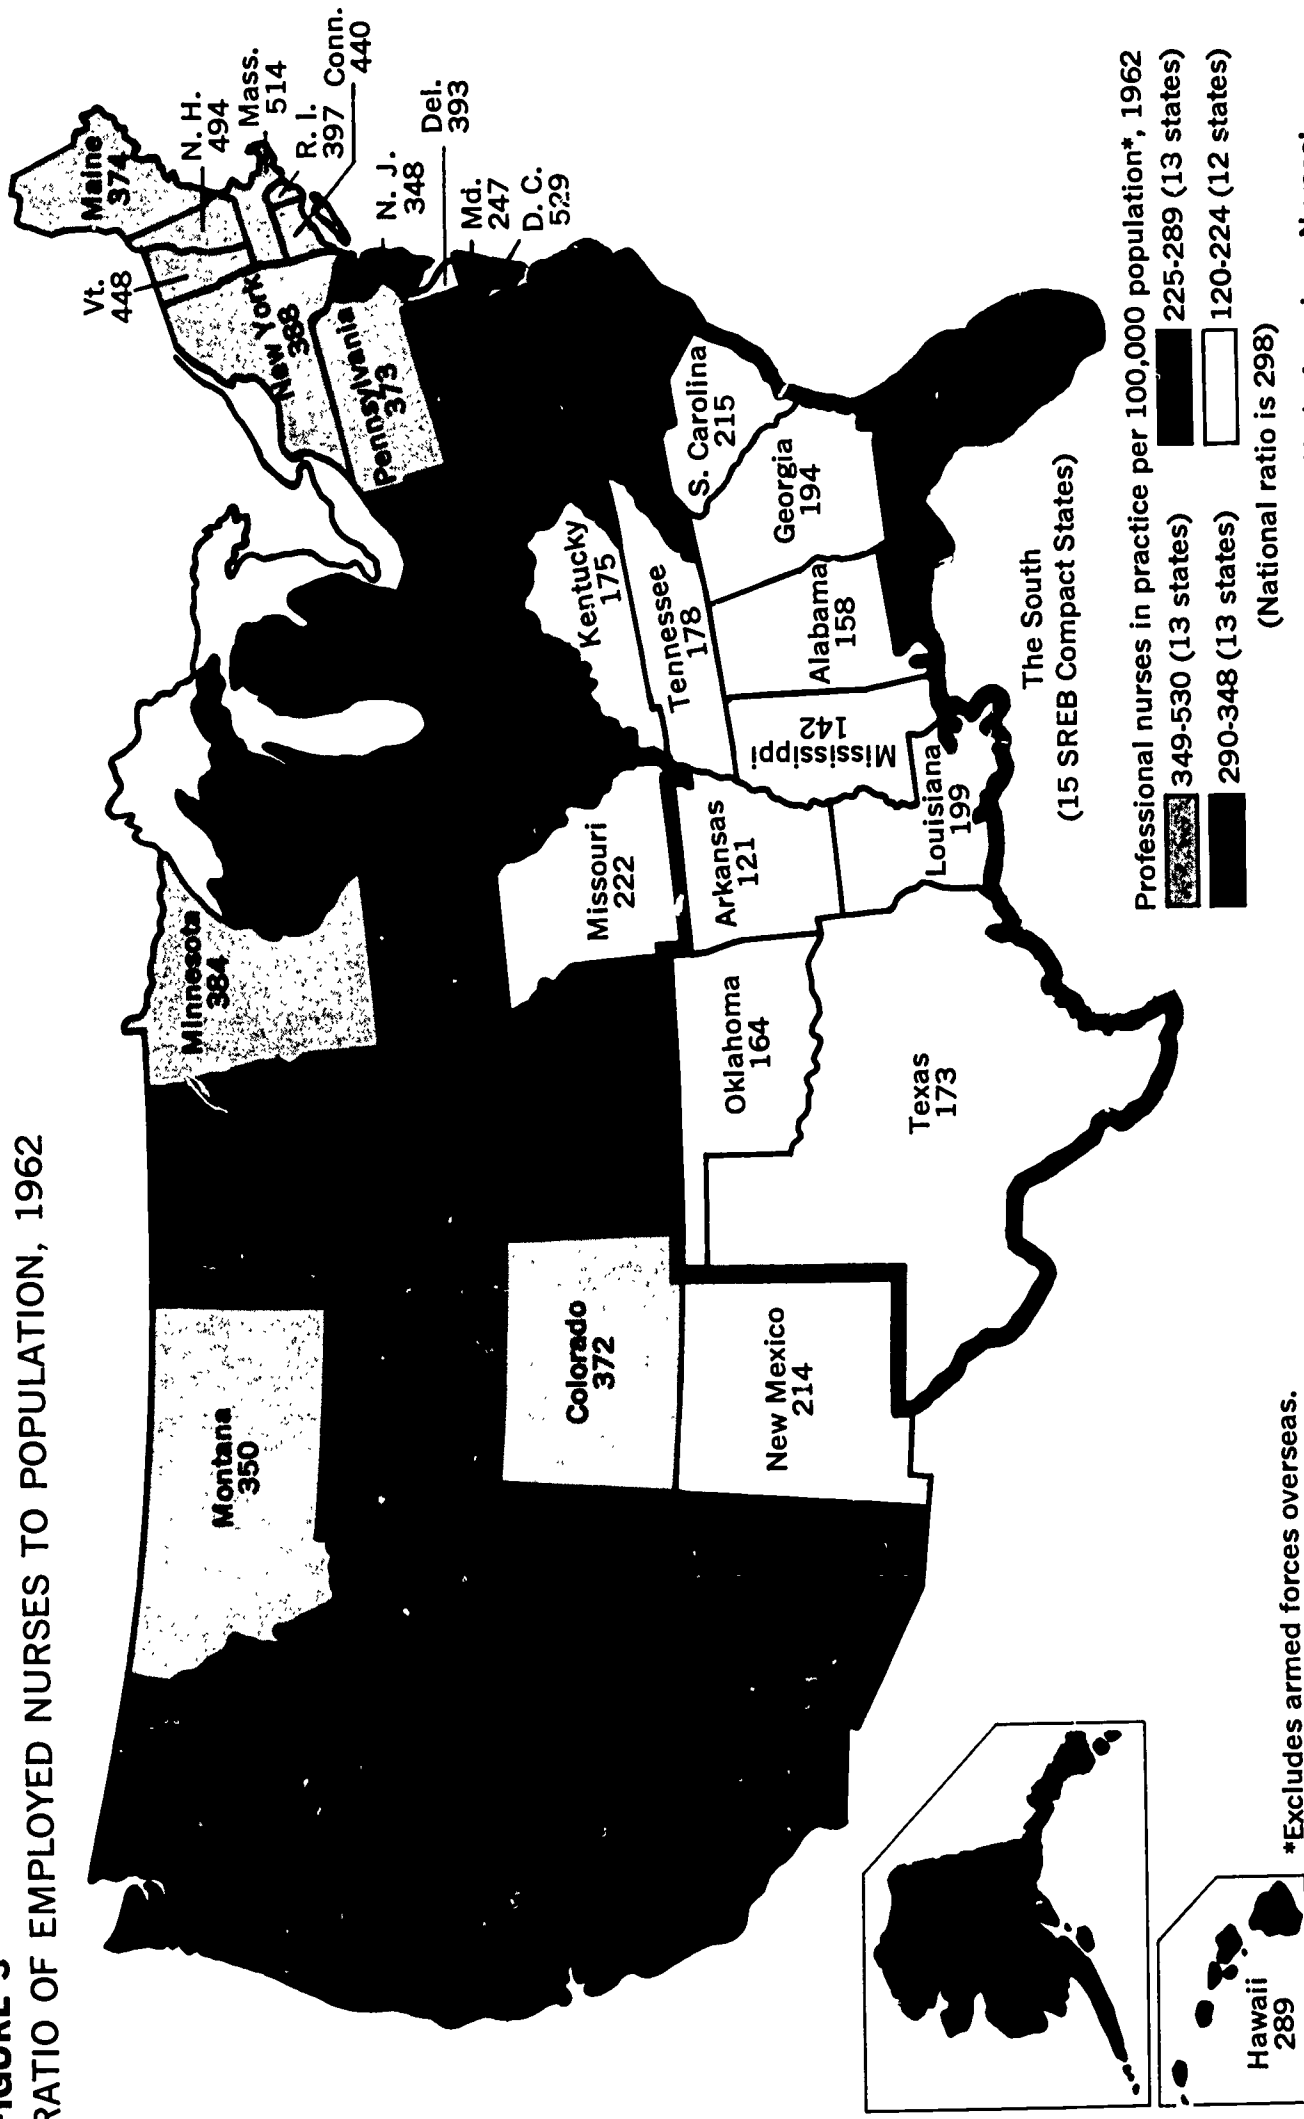 FIGURE 3
RATIO OF EMPLOYED NURSES TO POPULATION, 1962
Maine
374
Vt.
448
N. H.
494
Mass.
514
R. I.
397
Conn.
440
New York
388
N. J.
348
Pennsylvania
373
Del.
393
Md.
247
D. C.
529
Minnesota
384
Montana
350
Colorado
372
New Mexico
214
Missouri
222
Kentucky
175
Tennessee
178
S. Carolina
215
Georgia
194
Alabama
158
Mississippi
142
Arkansas
121
Louisiana
199
Oklahoma
164
Texas
173
Hawaii
289
The South
(15 SREB Compact States)
Professional nurses in practice per 100,000 population*, 1962
349-530 (13 states)
225-289 (13 states)
290-348 (13 states)
120-224 (12 states)
(National ratio is 298)
*Excludes armed forces overseas.